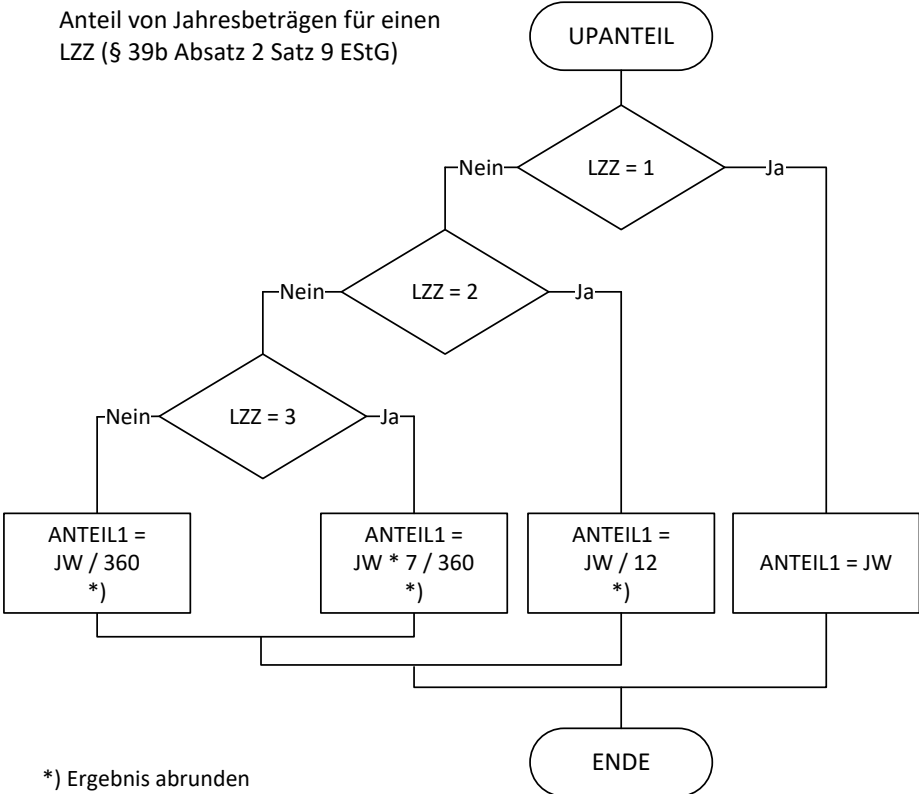 Anteil von Jahresbeträgen für einen
LZZ (§ 39b Absatz 2 Satz 9 EStG)
UPANTEIL
LZZ = 1
Nein
Ja
LZZ = 2
Nein
Ja
LZZ = 3
Nein
Ja
ANTEIL1 =
JW / 360
*)
ANTEIL1 =
JW * 7 / 360
*)
ANTEIL1 =
JW / 12
*)
ANTEIL1 = JW
ENDE
*) Ergebnis abrunden